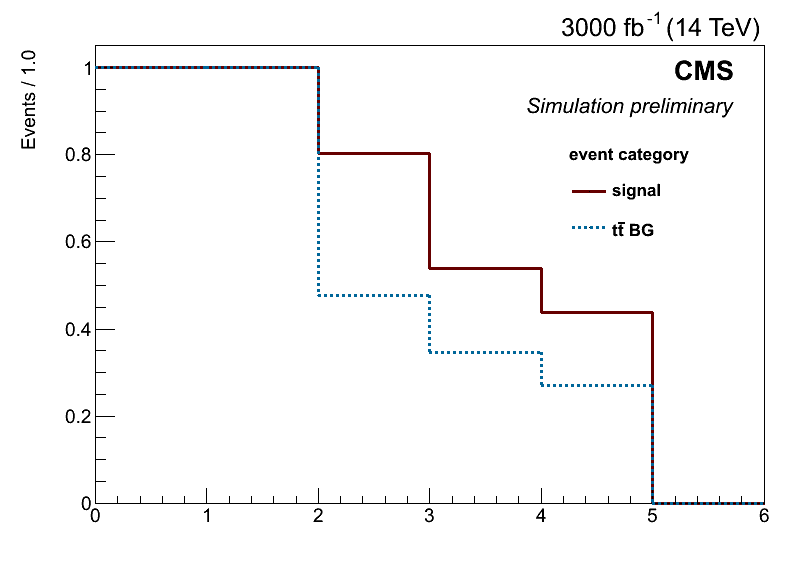 3000 fb⁻¹ (14 TeV)
Events / 1.0
CMS
Simulation preliminary
event category
signal
tt̄ BG
1
0.8
0.6
0.4
0.2
0
0 1 2 3 4 5 6